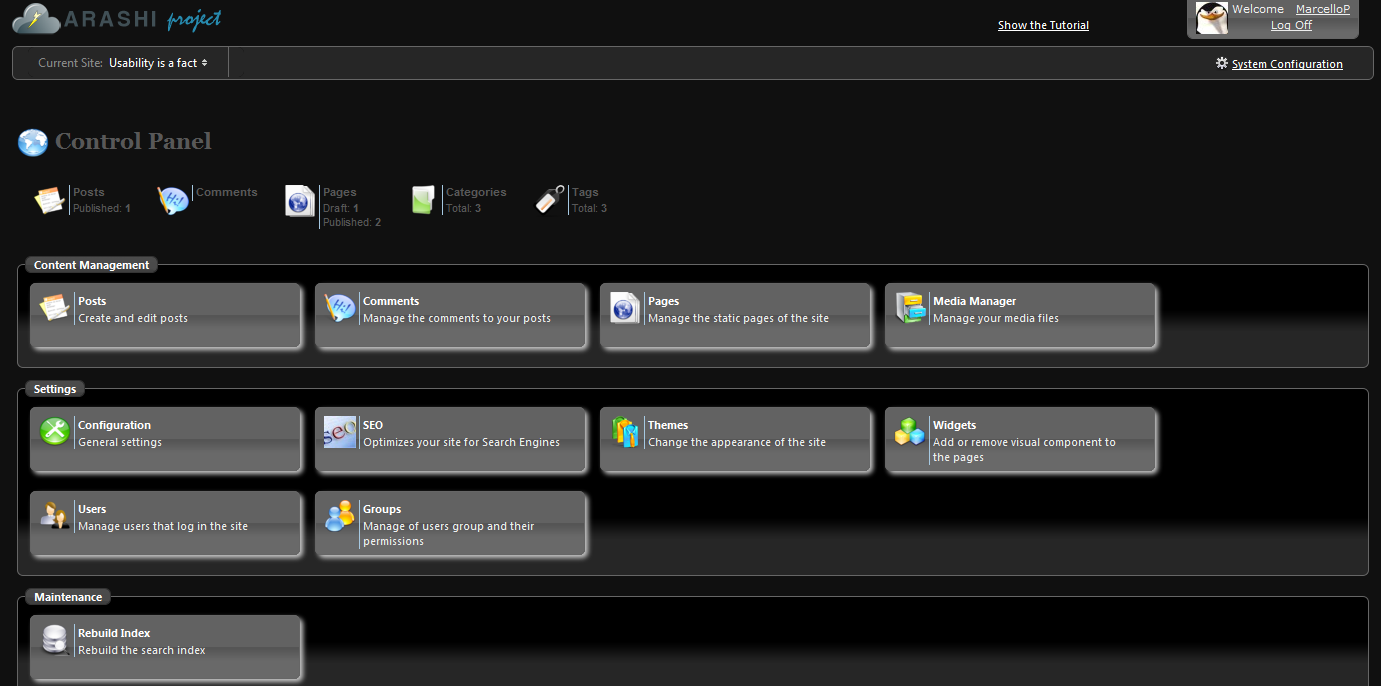 ARASHI project
Show the Tutorial
Welcome MarcelloP
Log Off
Current Site: Usability is a fact
System Configuration
Control Panel
Posts
Published: 1
Comments
Pages
Draft: 1
Published: 2
Categories
Total: 3
Tags
Total: 3
Content Management
Posts
Create and edit posts
Hi!
Comments
Manage the comments to your posts
Pages
Manage the static pages of the site
Media Manager
Manage your media files
Settings
Configuration
General settings
seo
SEO
Optimizes your site for Search Engines
Themes
Change the appearance of the site
Widgets
Add or remove visual component to
the pages
Users
Manage users that log in the site
Groups
Manage of users group and their
permissions
Maintenance
Rebuild Index
Rebuild the search index